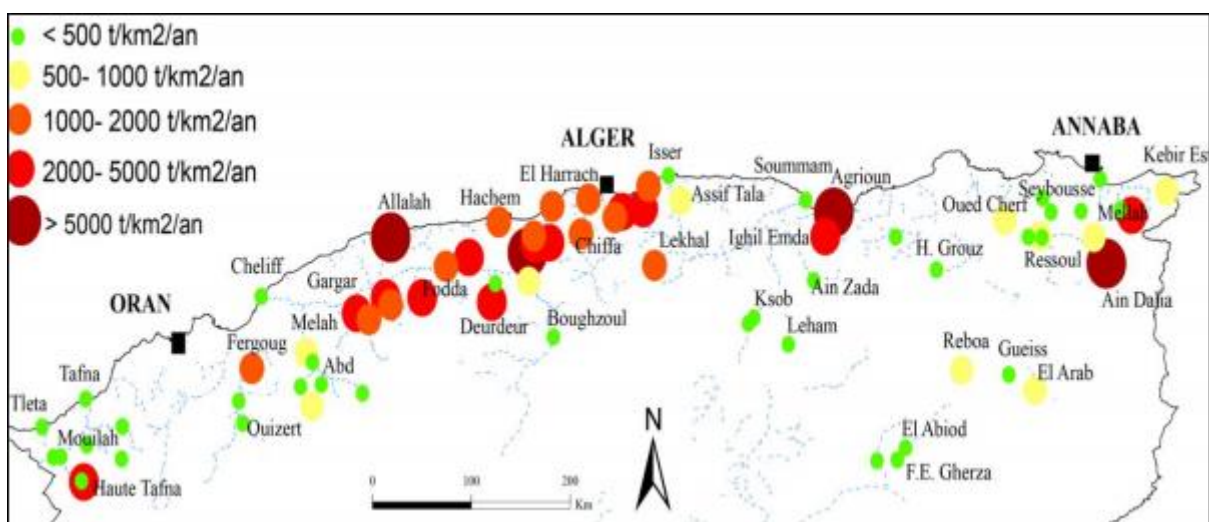 < 500 t/km2/an
500- 1000 t/km2/an
1000- 2000 t/km2/an
2000- 5000 t/km2/an
> 5000 t/km2/an
ALGER
ANNABA
ORAN
Isser
El Harrach
Hachem
Allalah
Assif Tala
Soummam
Agrioun
Kebir Es
Seybousse
Oued Cherf
Mellah
Chiffa
Lekhal
Ighil Emda
H. Grouz
Ressoul
Cheliff
Gargar
Fodda
Ain Zada
Ain Dalia
Melah
Deurdeur
Boughzoul
Ksob
Leham
Fergoug
Abd
Reboa
Gueiss
El Arab
Tafna
Tleta
Mouilah
Ouizert
N
El Abiod
F.E. Gherza
Haute Tafna
0 100 200
Km